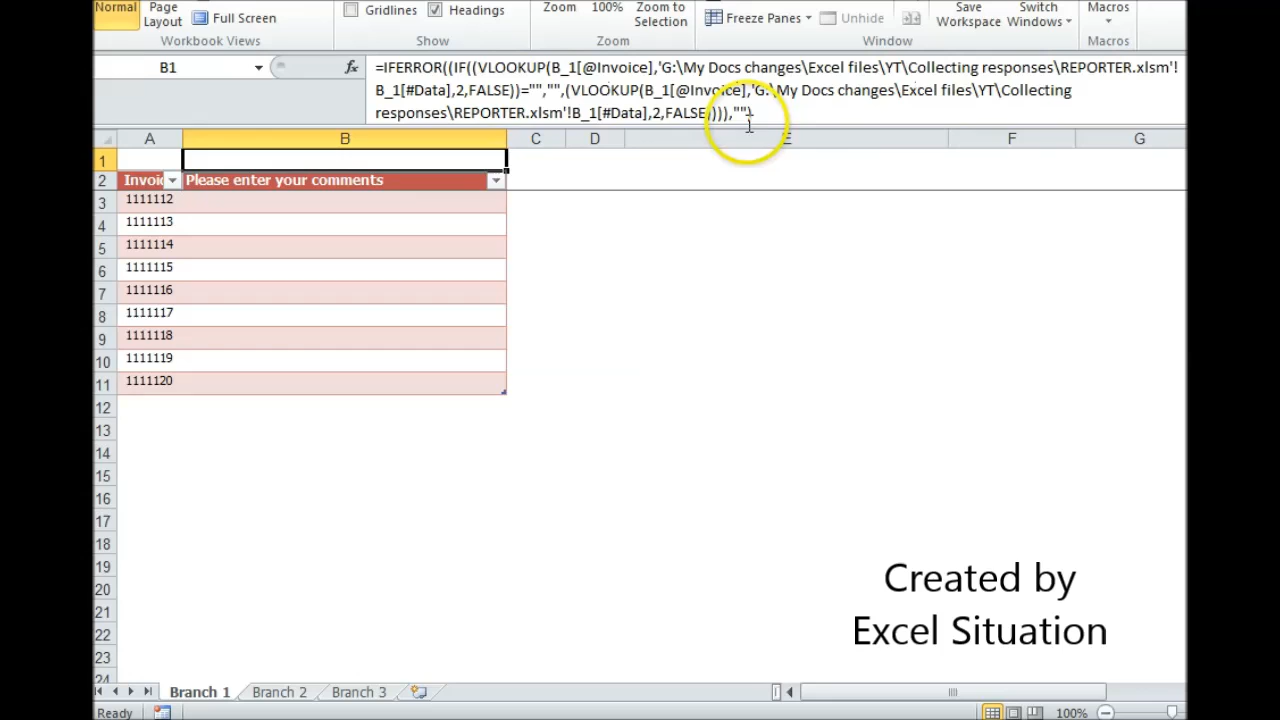 Normal
Page
Layout
Full Screen
Gridlines
Headings
Zoom
100%
Zoom to
Selection
Freeze Panes
Unhide
Save
Workspace
Switch
Windows
Macros
Workbook Views
Show
Zoom
Window
Macros
B1
fx
=IFERROR((IF((VLOOKUP(B_1[@Invoice],'G:\My Docs changes\Excel files\YT\Collecting responses\REPORTER.xlsm'!
B_1[#Data],2,FALSE))="","",(VLOOKUP(B_1[@Invoice],'G:\My Docs changes\Excel files\YT\Collecting
responses\REPORTER.xlsm'!B_1[#Data],2,FALSE)))),"")
A B C D E F G
1
2 Invoic Please enter your comments
3 1111112
4 1111113
5 1111114
6 1111115
7 1111116
8 1111117
9 1111118
10 1111119
11 1111120
12
13
14
15
16
17
18
19
20
21
22
23
24
Created by
Excel Situation
Branch 1 Branch 2 Branch 3
Ready
100%